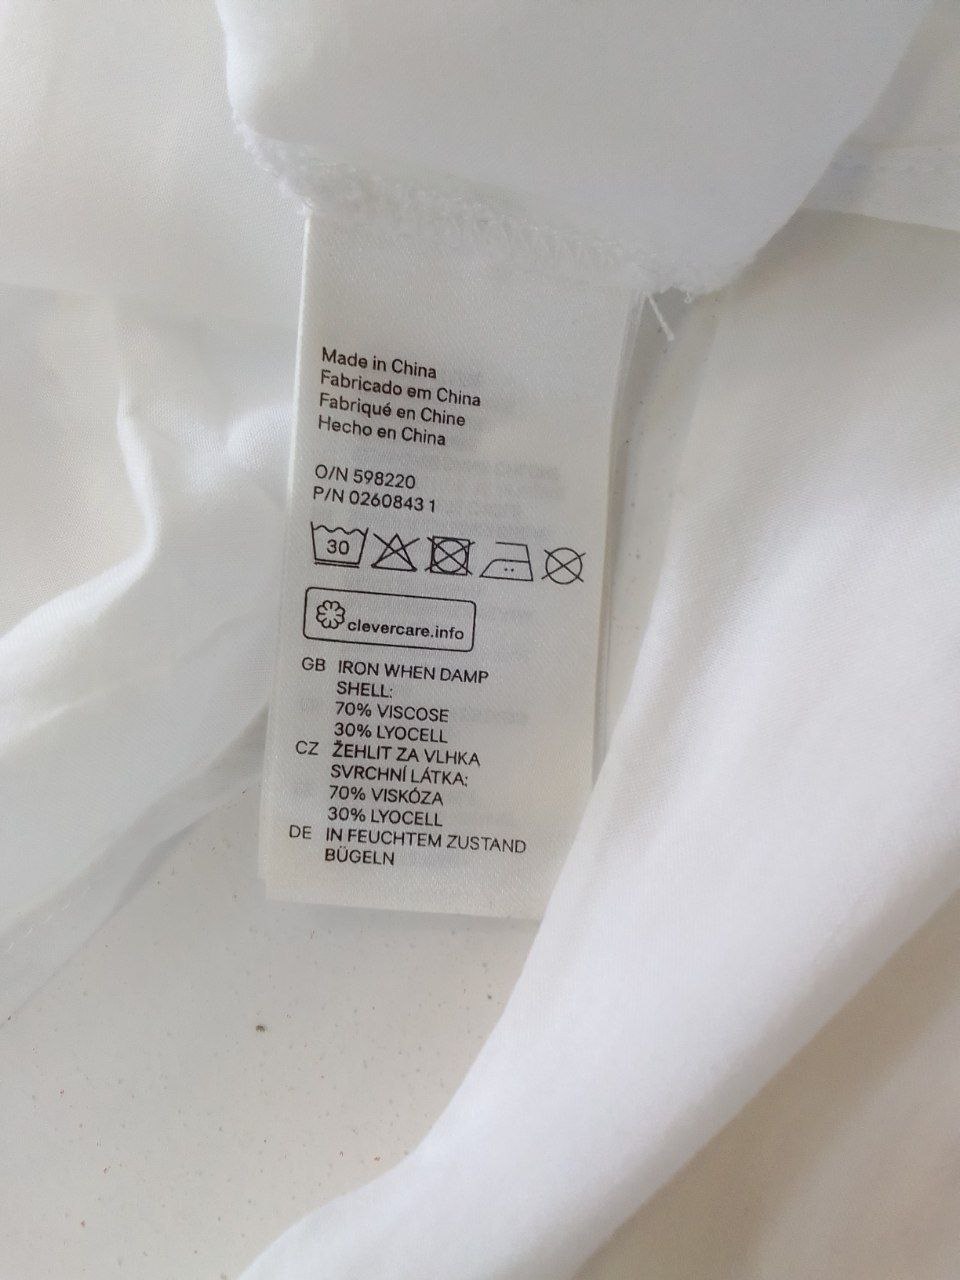 Made in China
Fabricado em China
Fabriqué en Chine
Hecho en China
O/N 598220
P/N 0260843 1
30
clevercare.info
GB IRON WHEN DAMP
SHELL:
70% VISCOSE
30% LYOCELL
CZ ŽEHLIT ZA VLHKA
SVRCHNÍ LÁTKA:
70% VISKÓZA
30% LYOCELL
DE IN FEUCHTEM ZUSTAND
BÜGELN